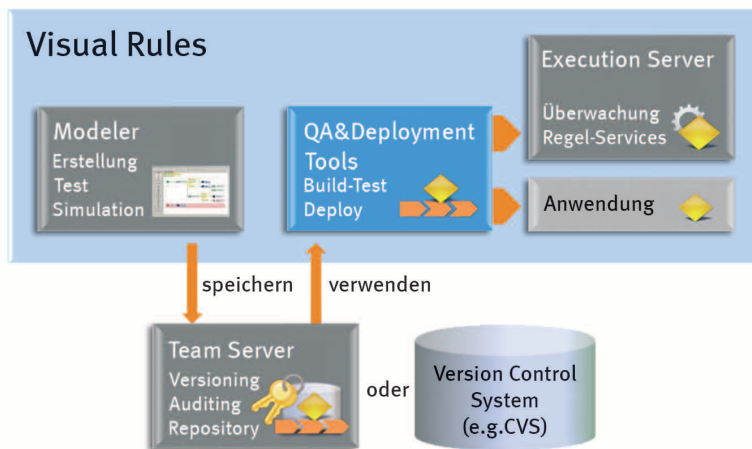 Visual Rules
Modeler
Erstellung
Test
Simulation
QA&Deployment
Tools
Build-Test
Deploy
Execution Server
Überwachung
Regel-Services
Anwendung
speichern
verwenden
Team Server
Versioning
Auditing
Repository
oder
Version Control
System
(e.g.CVS)